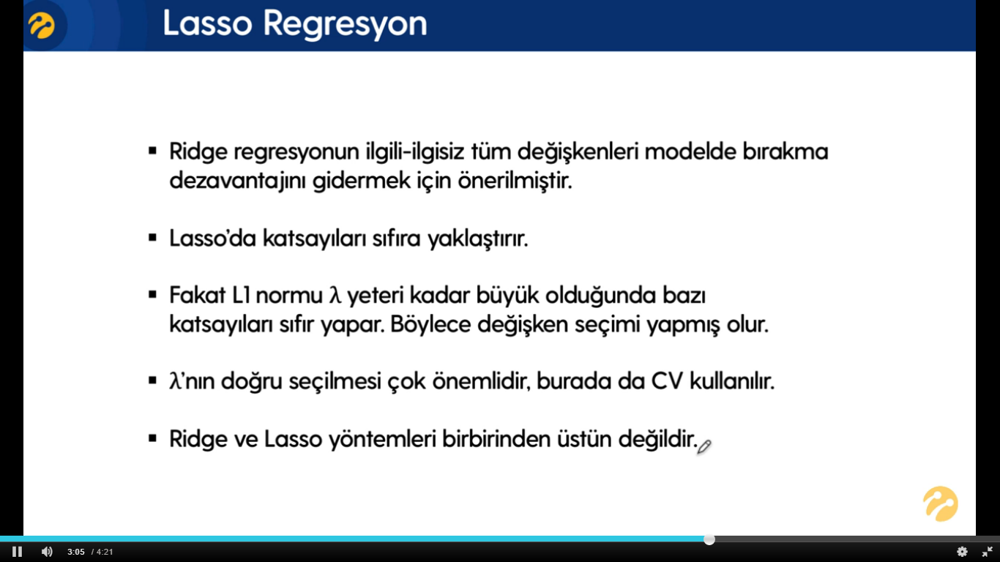 Lasso Regresyon
▪ Ridge regresyonun ilgili-ilgisiz tüm değişkenleri modelde bırakma
dezavantajını gidermek için önerilmiştir.
▪ Lasso'da katsayıları sıfıra yaklaştırır.
▪ Fakat L1 normu λ yeteri kadar büyük olduğunda bazı
katsayıları sıfır yapar. Böylece değişken seçimi yapmış olur.
▪ λ'nın doğru seçilmesi çok önemlidir, burada da CV kullanılır.
▪ Ridge ve Lasso yöntemleri birbirinden üstün değildir.
3:05 / 4:21